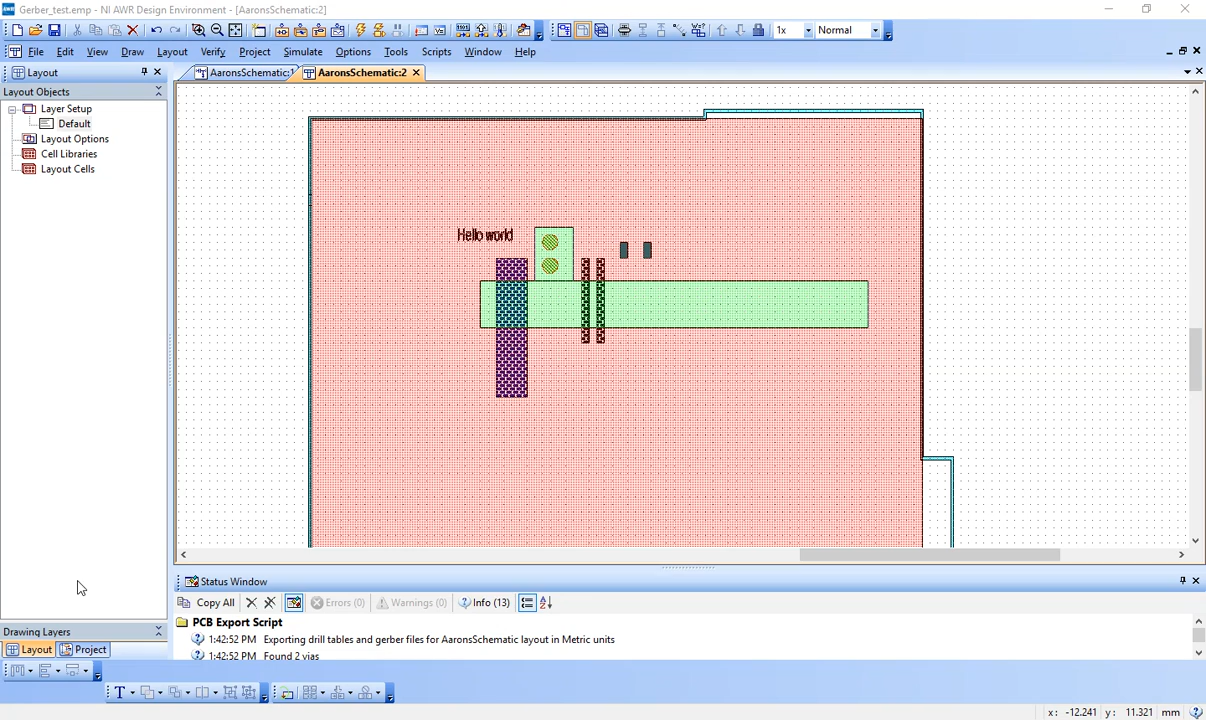 Gerber_test.emp - NI AWR Design Environment - [AaronsSchematic:2]
1x
Normal
File Edit View Draw Layout Verify Project Simulate Options Tools Scripts Window Help
Layout
AaronsSchematic:1
AaronsSchematic:2
Layout Objects
Layer Setup
Default
Layout Options
Cell Libraries
Layout Cells
Hello world
Status Window
Copy All
Errors (0)
Warnings (0)
Info (13)
PCB Export Script
1:42:52 PM Exporting drill tables and gerber files for AaronsSchematic layout in Metric units
1:42:52 PM Found 2 vias
Drawing Layers
Layout
Project
x: -12.241 y: 11.321 mm